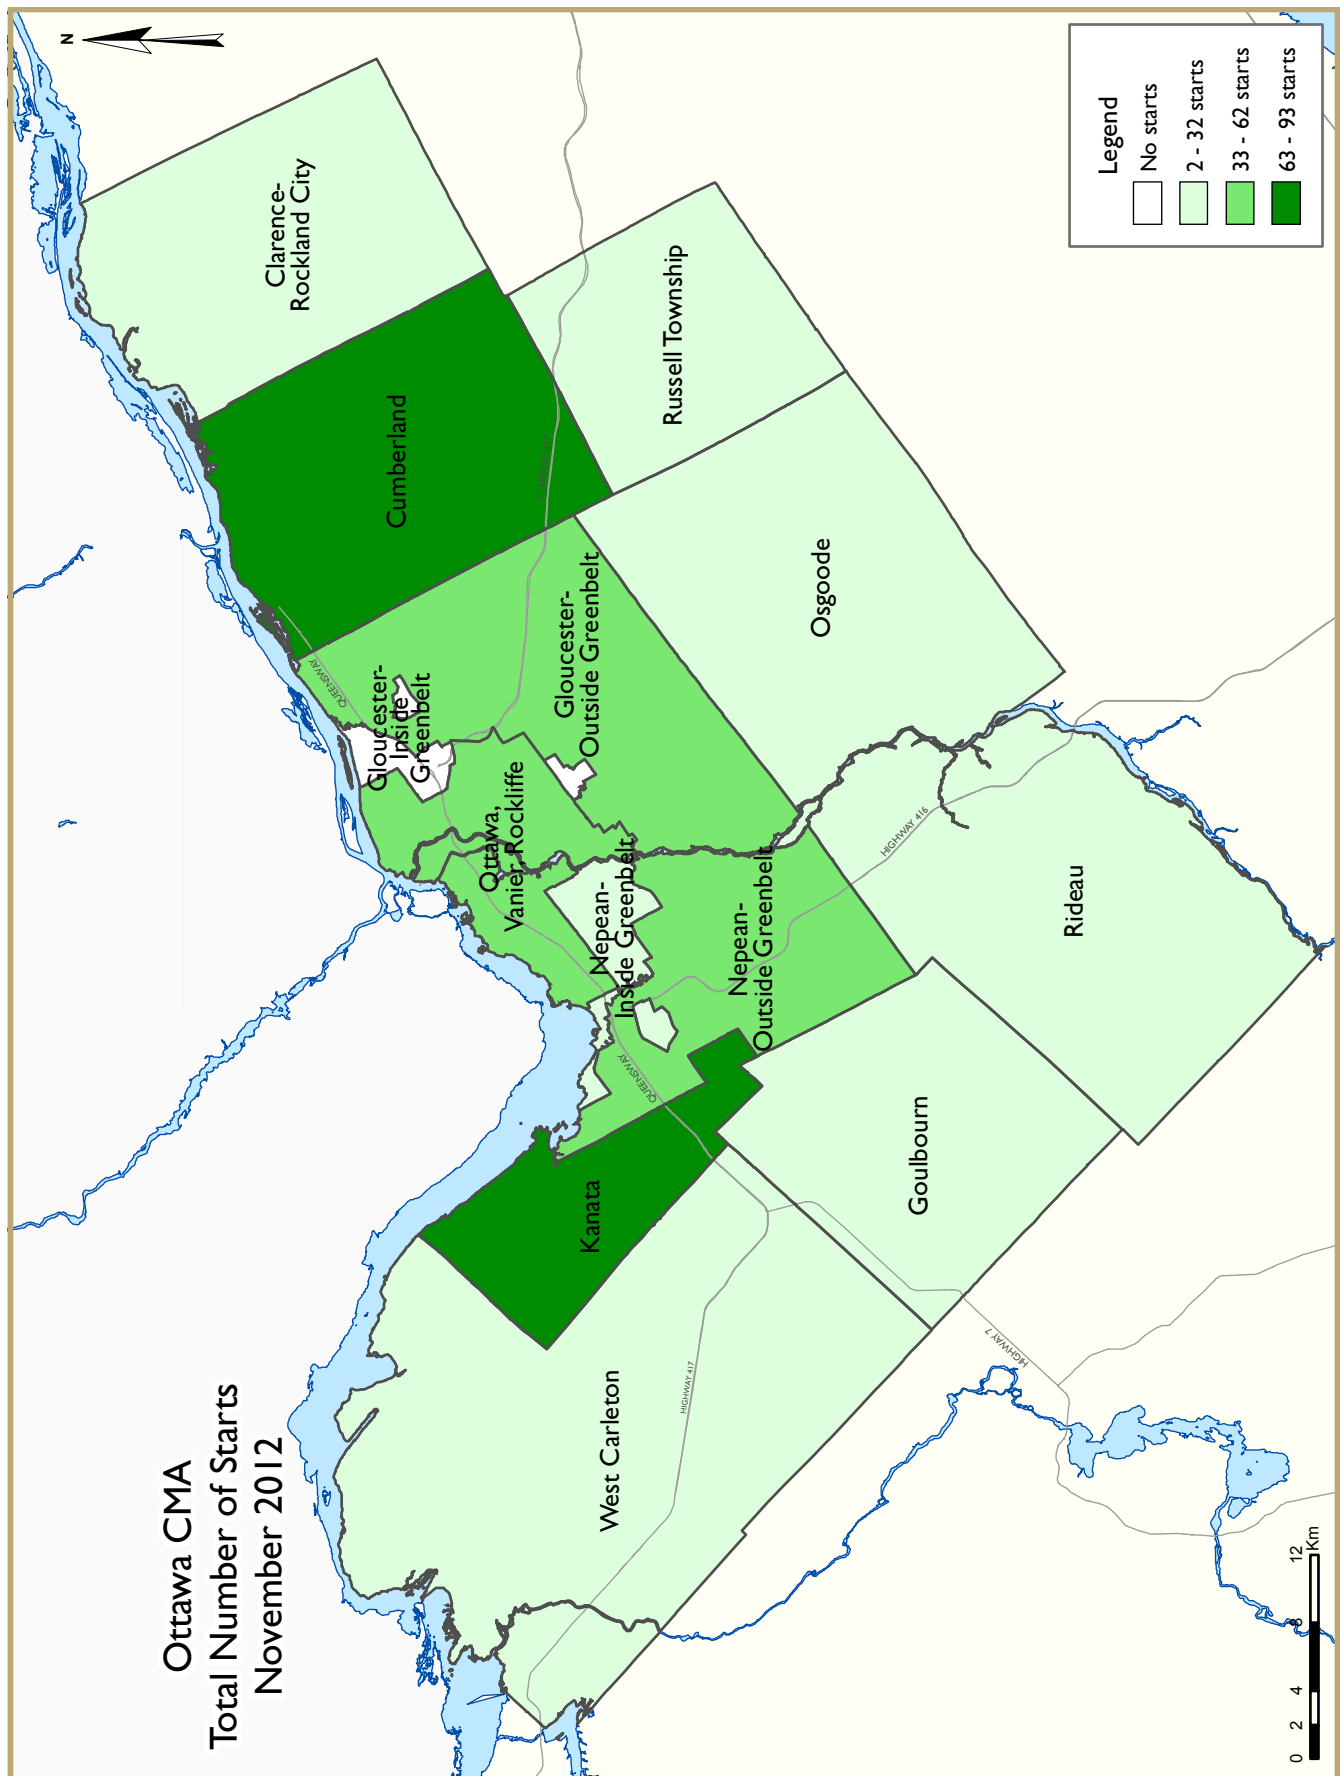 Ottawa CMA
Total Number of Starts
November 2012
N
Clarence-
Rockland City
Cumberland
Russell Township
Osgoode
Gloucester-
Inside
Greenbelt
Gloucester-
Outside Greenbelt
Ottawa,
Vanier, Rockliffe
Nepean-
Inside Greenbelt
Nepean-
Outside Greenbelt
Rideau
Kanata
Goulbourn
West Carleton
QUEENSWAY
QUEENSWAY
HIGHWAY 416
HIGHWAY 417
HIGHWAY 7
Legend
No starts
2 - 32 starts
33 - 62 starts
63 - 93 starts
0 2 4 8 12
Km